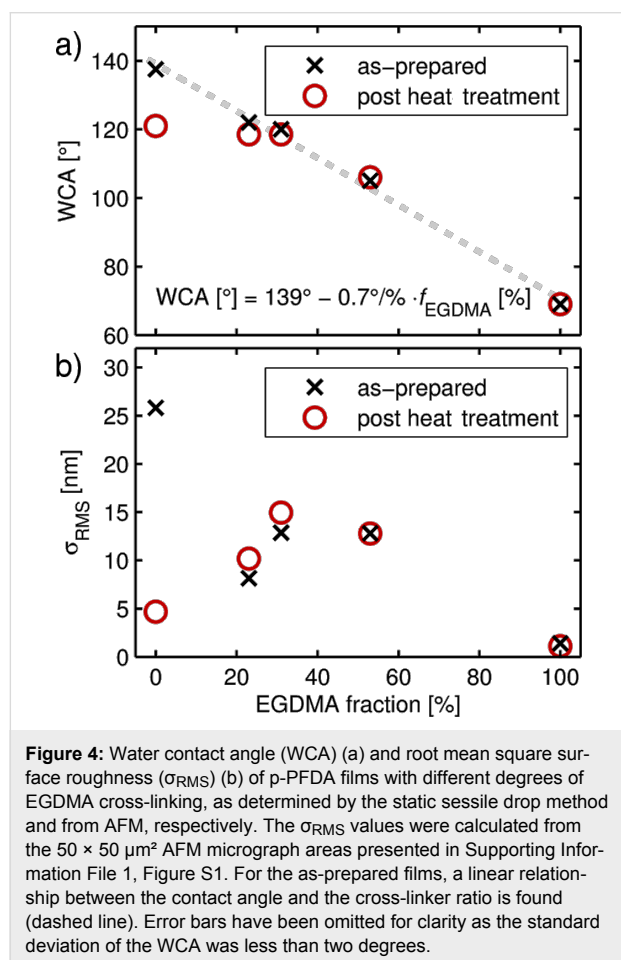 a)
140
120
100
80
60
WCA [°]
× as−prepared
○ post heat treatment
WCA [°] = 139° − 0.7°/% ·fEGDMA [%]
b)
30
25
20
15
10
5
0
σRMS [nm]
× as−prepared
○ post heat treatment
0 20 40 60 80 100
EGDMA fraction [%]
Figure 4: Water contact angle (WCA) (a) and root mean square sur-
face roughness (σRMS) (b) of p-PFDA films with different degrees of
EGDMA cross-linking, as determined by the static sessile drop method
and from AFM, respectively. The σRMS values were calculated from
the 50 × 50 µm² AFM micrograph areas presented in Supporting Infor-
mation File 1, Figure S1. For the as-prepared films, a linear relation-
ship between the contact angle and the cross-linker ratio is found
(dashed line). Error bars have been omitted for clarity as the standard
deviation of the WCA was less than two degrees.